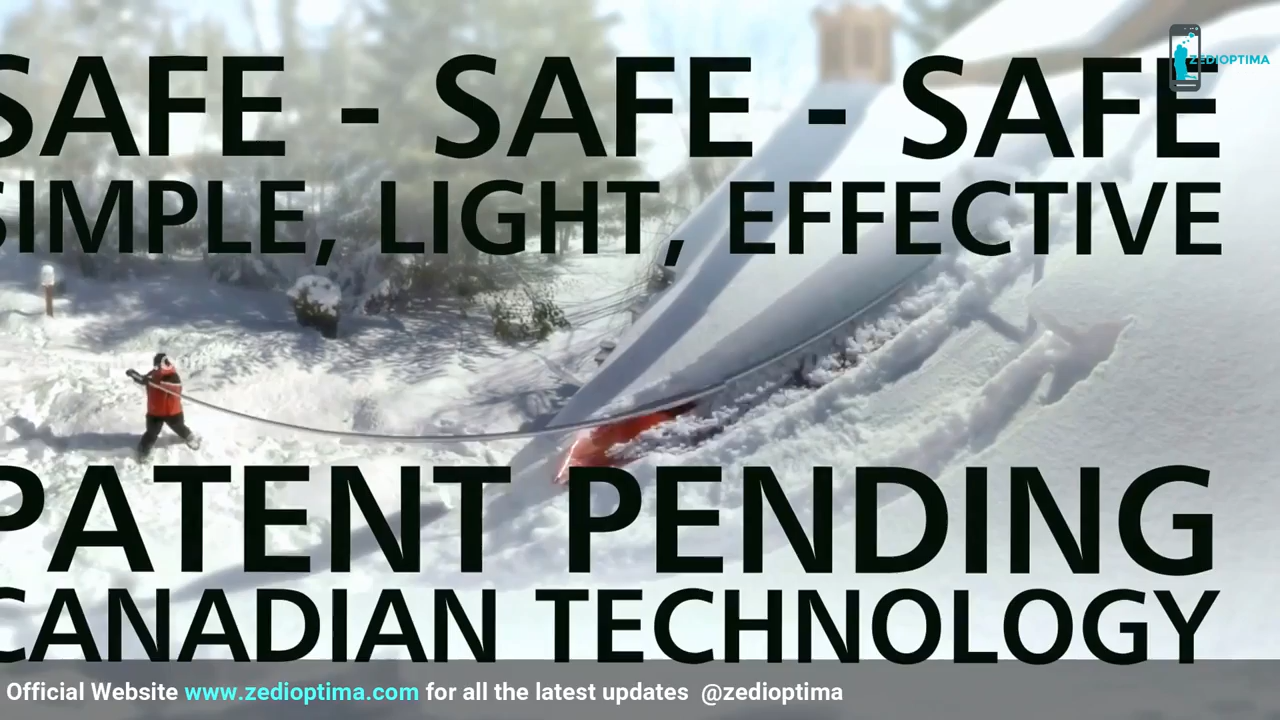 SAFE - SAFE - SAFE
ZEDIOPTIMA
SIMPLE, LIGHT, EFFECTIVE
PATENT PENDING
CANADIAN TECHNOLOGY
Official Website www.zedioptima.com for all the latest updates @zedioptima